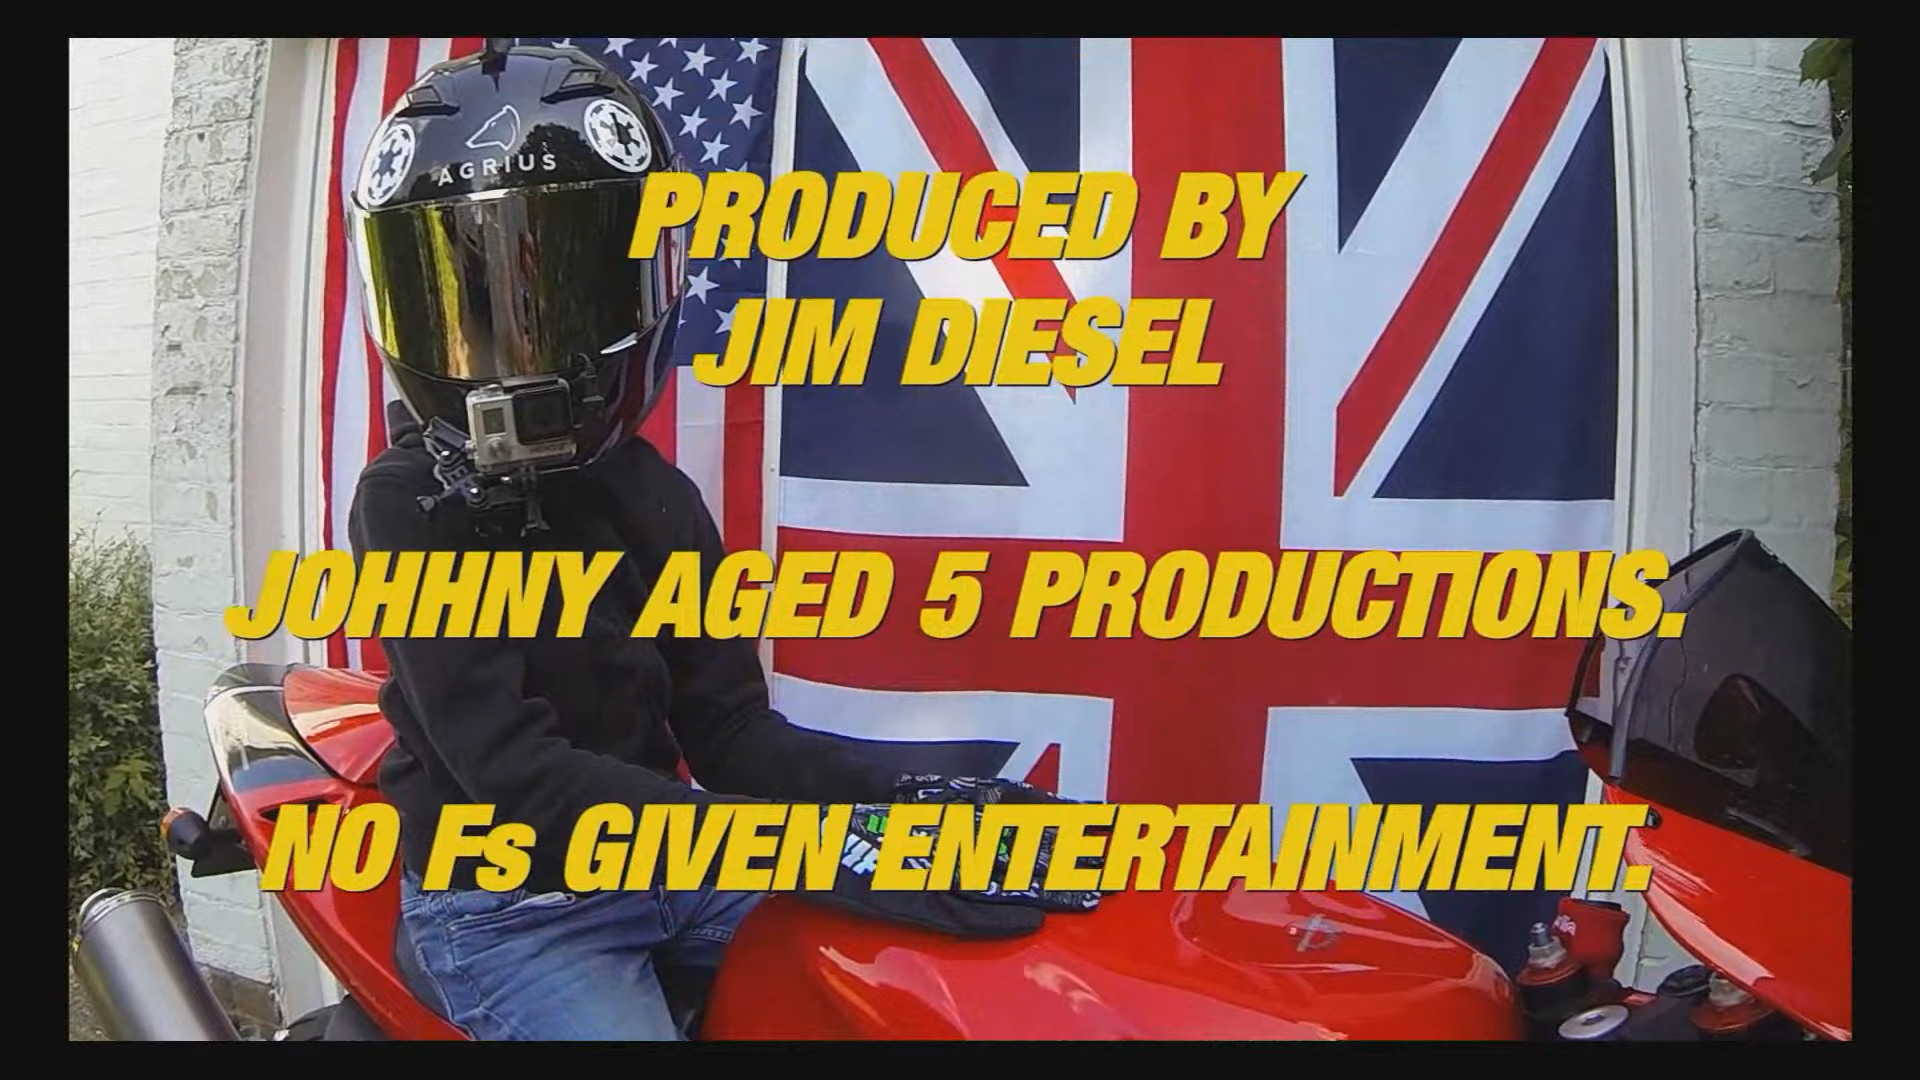 AGRIUS
PRODUCED BY
JIM DIESEL
JOHHNY AGED 5 PRODUCTIONS.
NO Fs GIVEN ENTERTAINMENT.